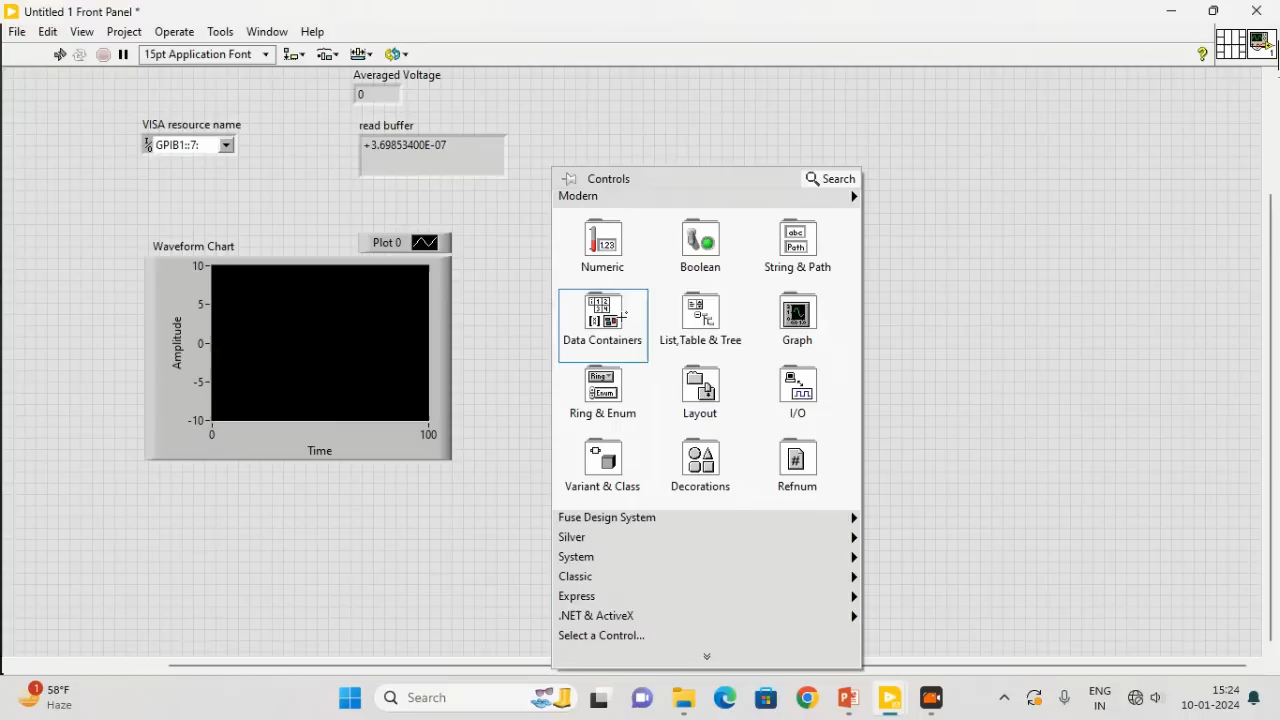 Untitled 1 Front Panel *
File Edit View Project Operate Tools Window Help
15pt Application Font
Averaged Voltage
0
VISA resource name
GPIB1::7:
read buffer
+3.69853400E-07
Waveform Chart
Plot 0
10
5
0
-5
-10
Amplitude
0 100
Time
Controls Search
Modern
Numeric Boolean String & Path
Data Containers List,Table & Tree Graph
Ring & Enum Layout I/O
Variant & Class Decorations Refnum
Fuse Design System
Silver
System
Classic
Express
.NET & ActiveX
Select a Control...
1
58°F
Haze
Search
ENG
IN
15:24
10-01-2024